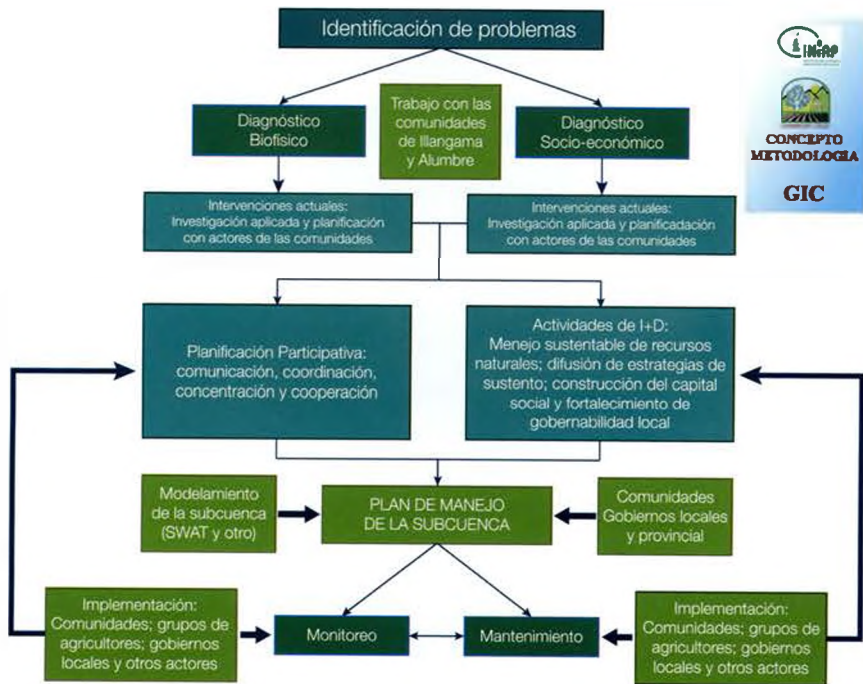 Identificación de problemas
INIAP
CONCEPTO
METODOLOGIA
GIC
Diagnóstico
Biofísico
Trabajo con las
comunidades
de Illangama
y Alumbre
Diagnóstico
Socio-económico
Intervenciones actuales:
Investigación aplicada y planificación
con actores de las comunidades
Intervenciones actuales:
Investigación aplicada y planificadación
con actores de las comunidades
Planificación Participativa:
comunicación, coordinación,
concentración y cooperación
Actividades de I+D:
Menejo sustentable de recursos
naturales; difusión de estrategias de
sustento; construcción del capital
social y fortalecimiento de
gobernabilidad local
Modelamiento
de la subcuenca
(SWAT y otro)
PLAN DE MANEJO
DE LA SUBCUENCA
Comunidades
Gobiernos locales
y provincial
Implementación:
Comunidades; grupos de
agricultores; gobiernos
locales y otros actores
Monitoreo
Mantenimiento
Implementación:
Comunidades; grupos de
agricultores; gobiernos
locales y otros actores